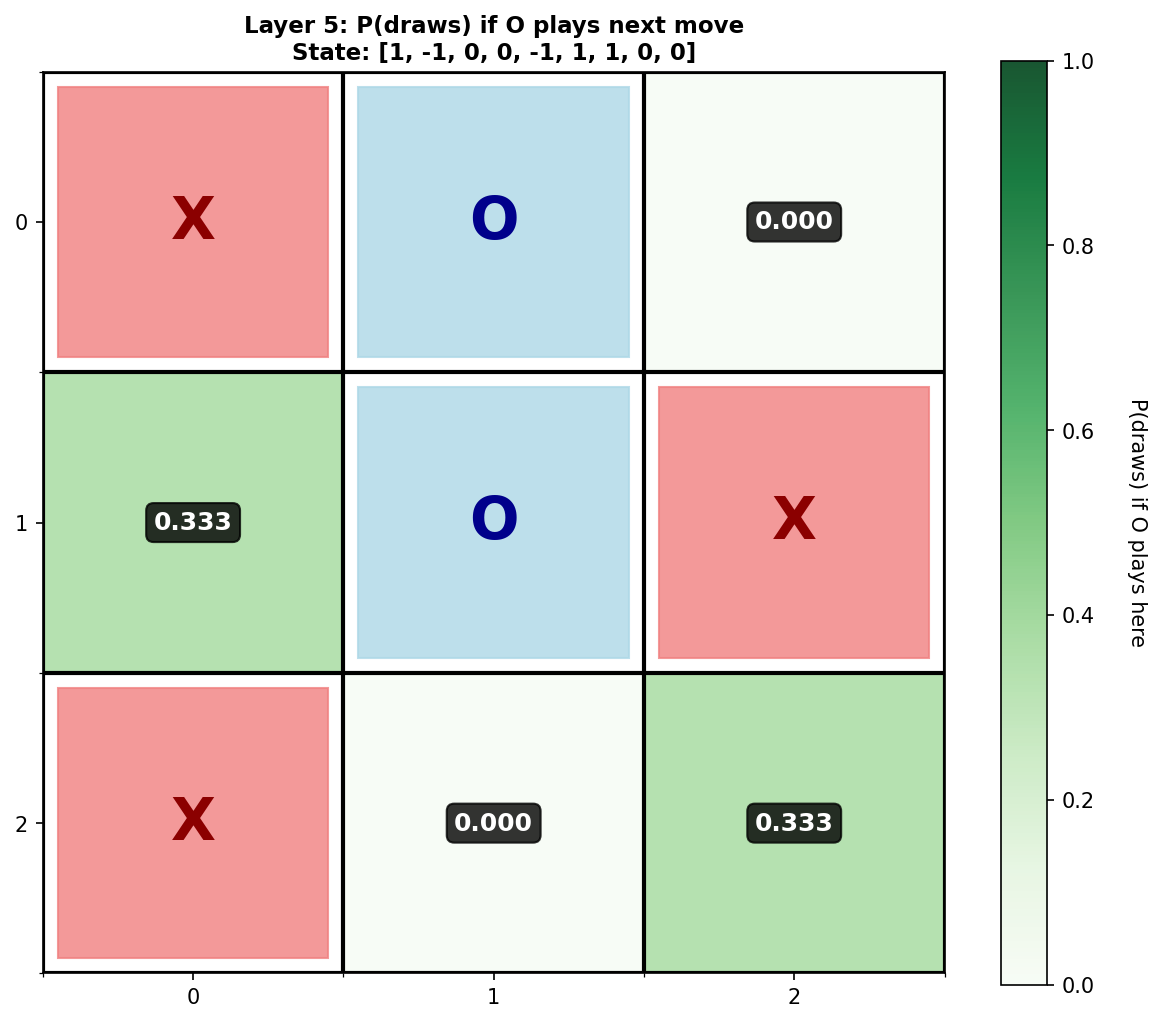 Layer 5: P(draws) if O plays next move
State: [1, -1, 0, 0, -1, 1, 1, 0, 0]
X
O
0.000
0.333
O
X
X
0.000
0.333
0
1
2
0
1
2
1.0
0.8
0.6
0.4
0.2
0.0
P(draws) if O plays here